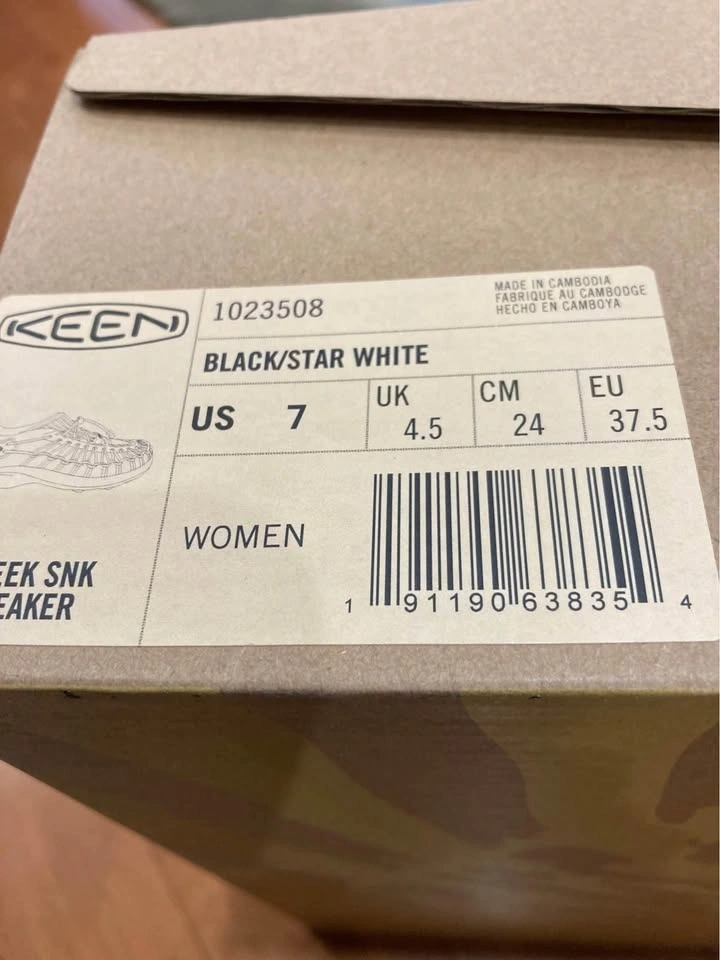 KEEN
1023508
MADE IN CAMBODIA
FABRIQUE AU CAMBODGE
HECHO EN CAMBOYA
BLACK/STAR WHITE
US 7
UK 4.5
CM 24
EU 37.5
WOMEN
EEK SNK
EAKER
1 91190 63835 4